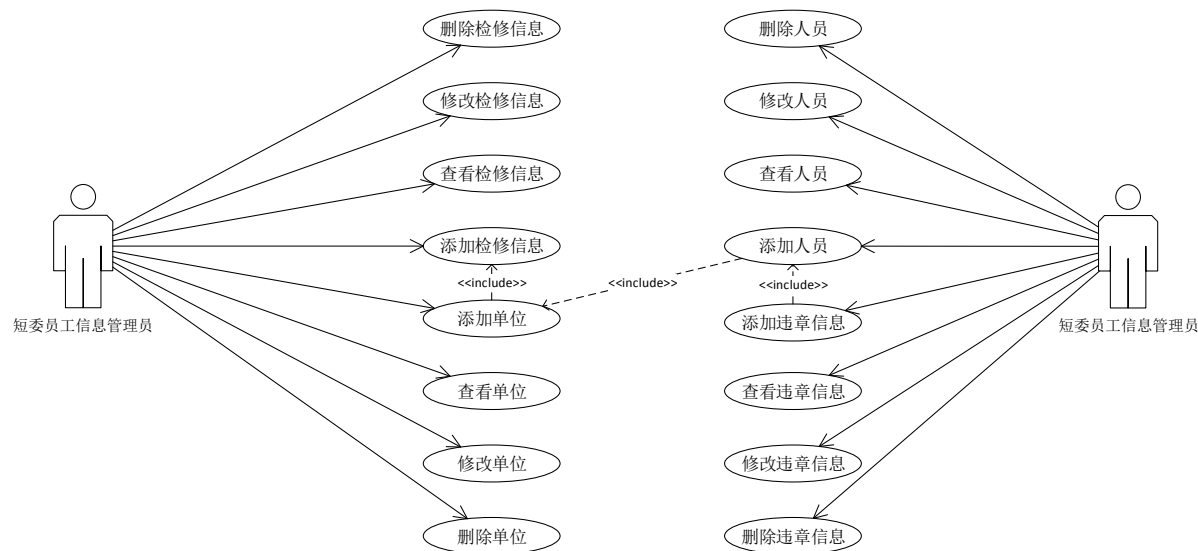 删除检修信息
删除人员
修改检修信息
修改人员
查看检修信息
查看人员
添加检修信息
添加人员
<<include>>
<<include>>
<<include>>
添加单位
添加违章信息
短委员工信息管理员
短委员工信息管理员
查看单位
查看违章信息
修改单位
修改违章信息
删除单位
删除违章信息